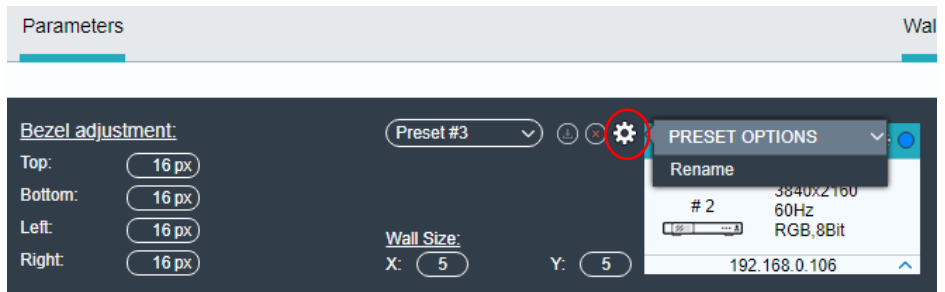 Parameters
Wal
Bezel adjustment:
Top: 16 px
Bottom: 16 px
Left: 16 px
Right: 16 px
Preset #3
Wall Size:
X: 5 Y: 5
PRESET OPTIONS
Rename
# 2
3840x2160
60Hz
RGB,8Bit
192.168.0.106